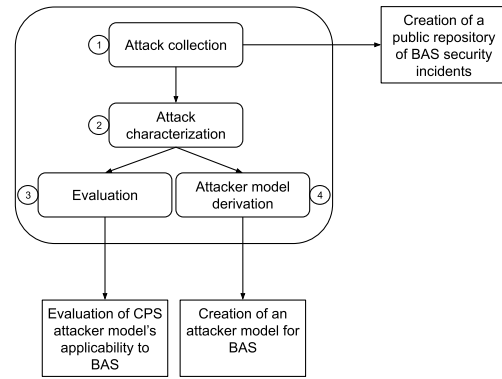 1
Attack collection
Creation of a
public repository
of BAS security
incidents
2
Attack
characterization
3
Evaluation
Attacker model
derivation
4
Evaluation of CPS
attacker model's
applicability to
BAS
Creation of an
attacker model for
BAS